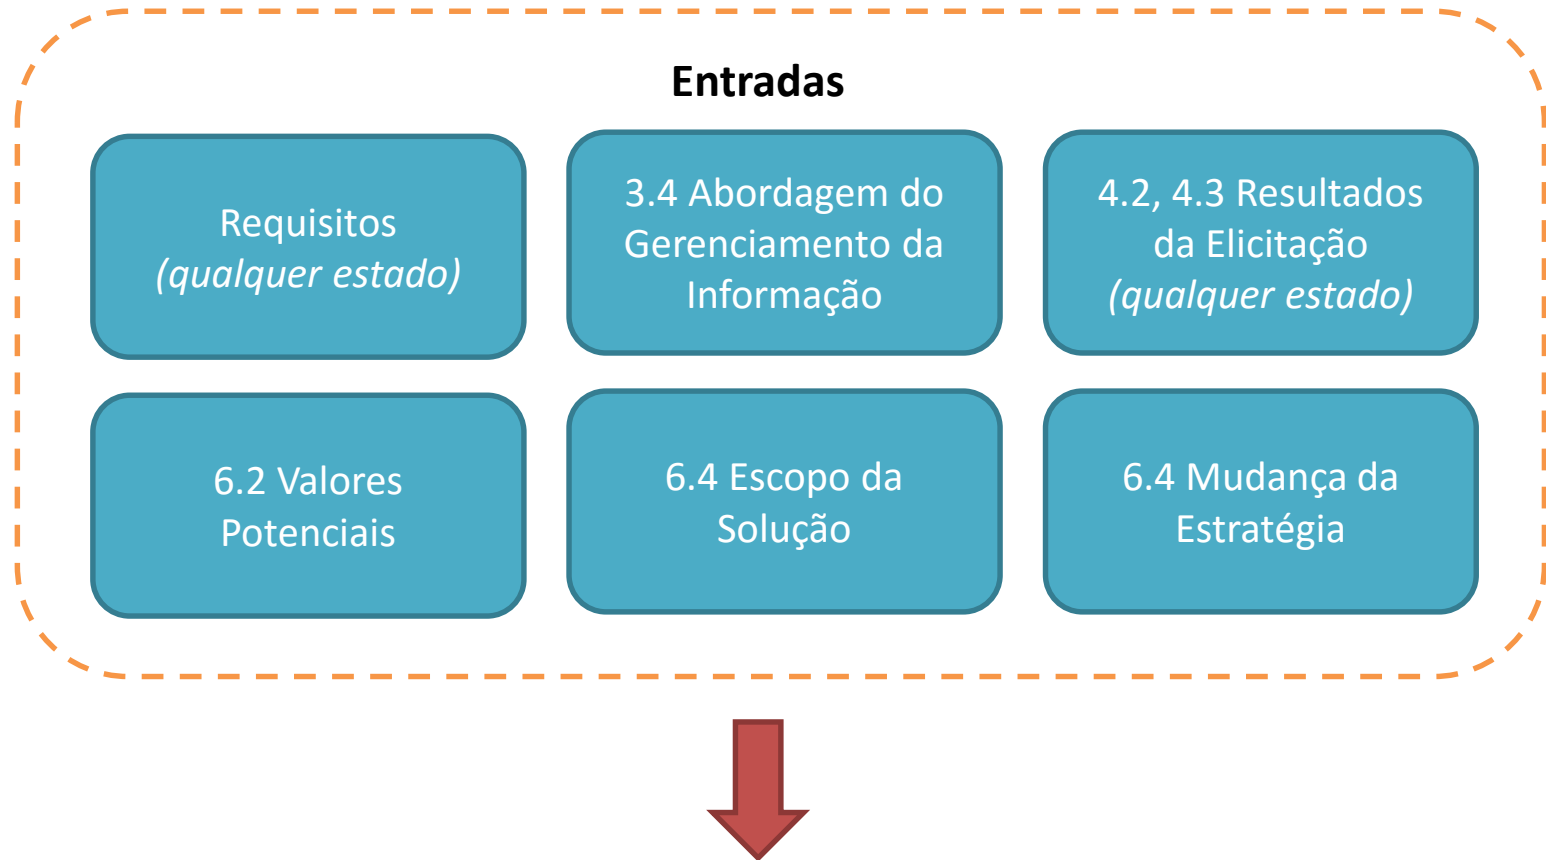 Entradas
Requisitos
(qualquer estado)
3.4 Abordagem do
Gerenciamento da
Informação
4.2, 4.3 Resultados
da Elicitação
(qualquer estado)
6.2 Valores
Potenciais
6.4 Escopo da
Solução
6.4 Mudança da
Estratégia